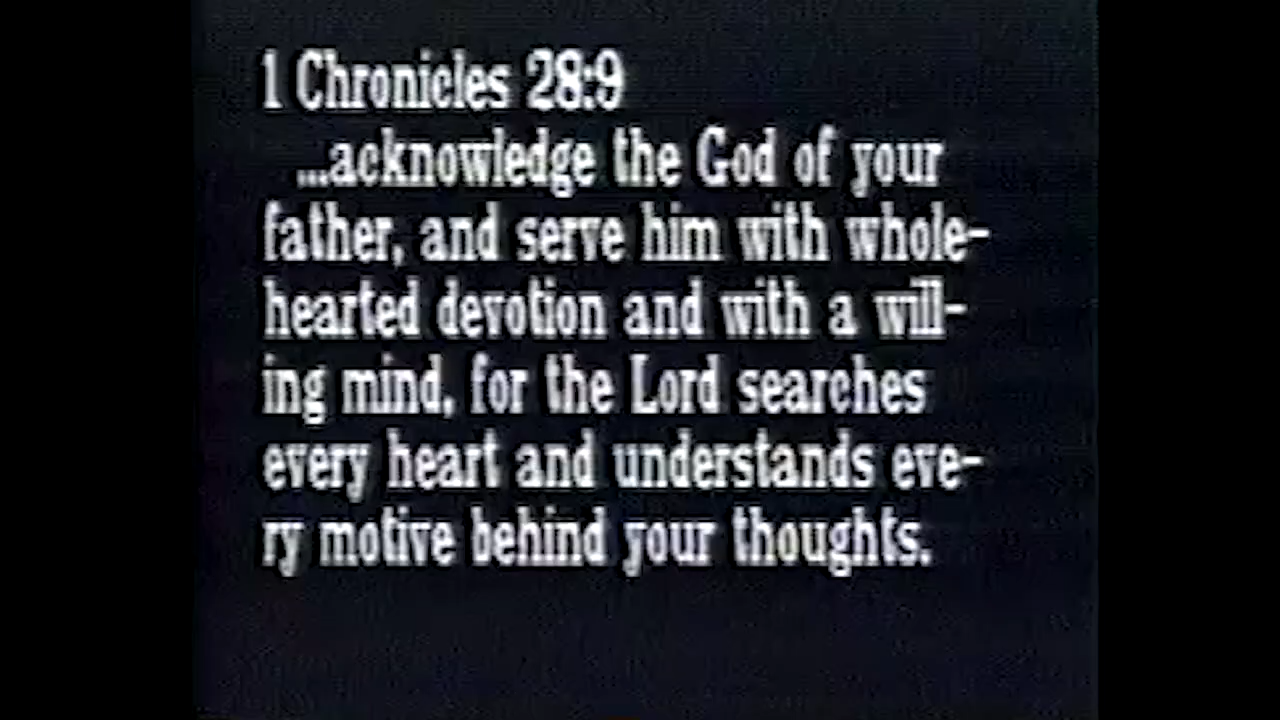 1 Chronicles 28:9
...acknowledge the God of your
father, and serve him with whole-
hearted devotion and with a will-
ing mind, for the Lord searches
every heart and understands eve-
ry motive behind your thoughts.